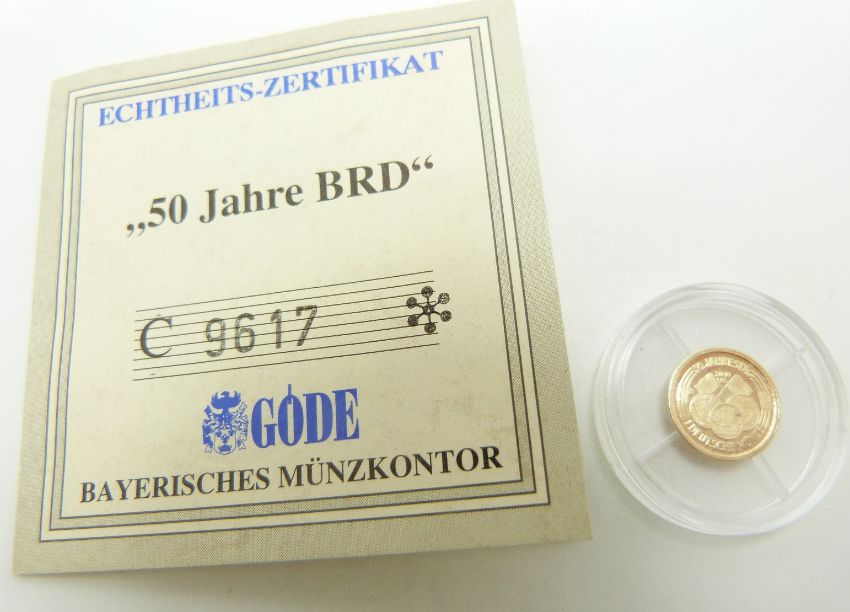 ECHTHEITS-ZERTIFIKAT
„50 Jahre BRD“
C 9617
GÖDE
BAYERISCHES MÜNZKONTOR